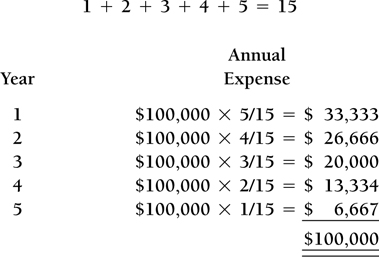 1 + 2 + 3 + 4 + 5 = 15
Annual
Year Expense
1 $100,000 × 5/15 = $ 33,333
2 $100,000 × 4/15 = $ 26,666
3 $100,000 × 3/15 = $ 20,000
4 $100,000 × 2/15 = $ 13,334
5 $100,000 × 1/15 = $ 6,667
$100,000